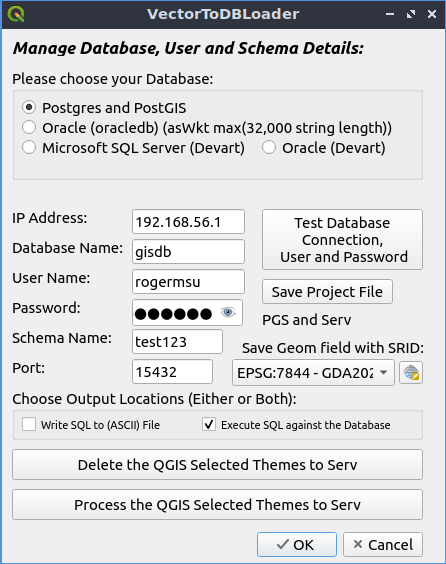 VectorToDBLoader
Manage Database, User and Schema Details:
Please choose your Database:
Postgres and PostGIS
Oracle (oracledb) (asWkt max(32,000 string length))
Microsoft SQL Server (Devart)
Oracle (Devart)
IP Address:
192.168.56.1
Test Database
Connection,
User and Password
Database Name:
gisdb
User Name:
rogermsu
Save Project File
Password:
PGS and Serv
Schema Name:
test123
Save Geom field with SRID:
Port:
15432
EPSG:7844 - GDA202
Choose Output Locations (Either or Both):
Write SQL to (ASCII) File
Execute SQL against the Database
Delete the QGIS Selected Themes to Serv
Process the QGIS Selected Themes to Serv
OK
Cancel